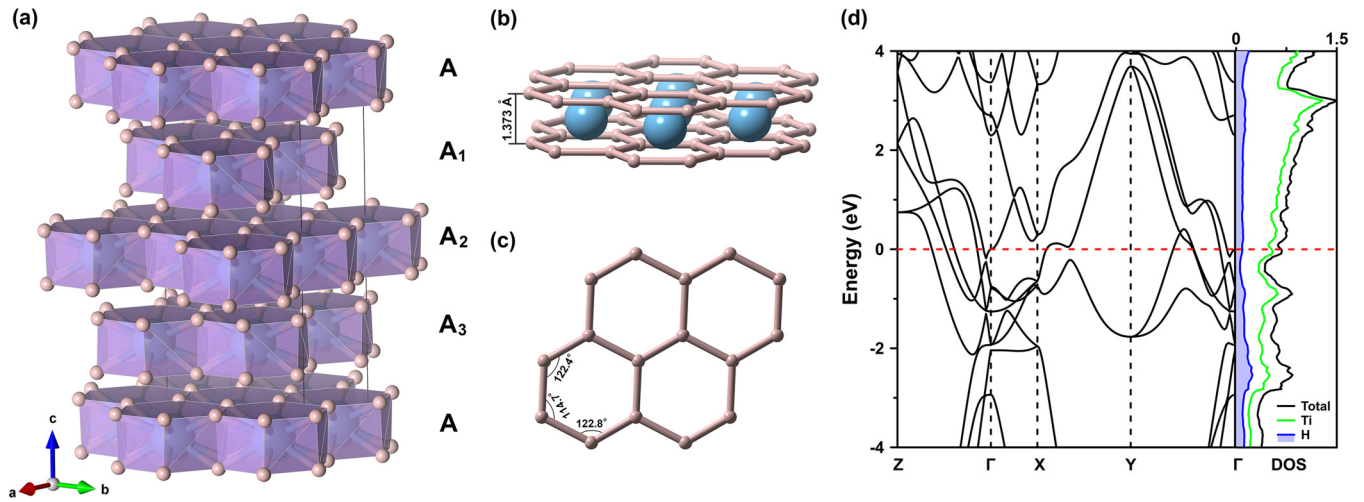 (a)
A
A₁
A₂
A₃
A
c
a
b
(b)
1.373 Å
(c)
122.4°
114.7°
122.8°
(d)
0 1.5
4
2
0
-2
-4
Energy (eV)
Z Γ X Y Γ DOS
Total
Ti
H